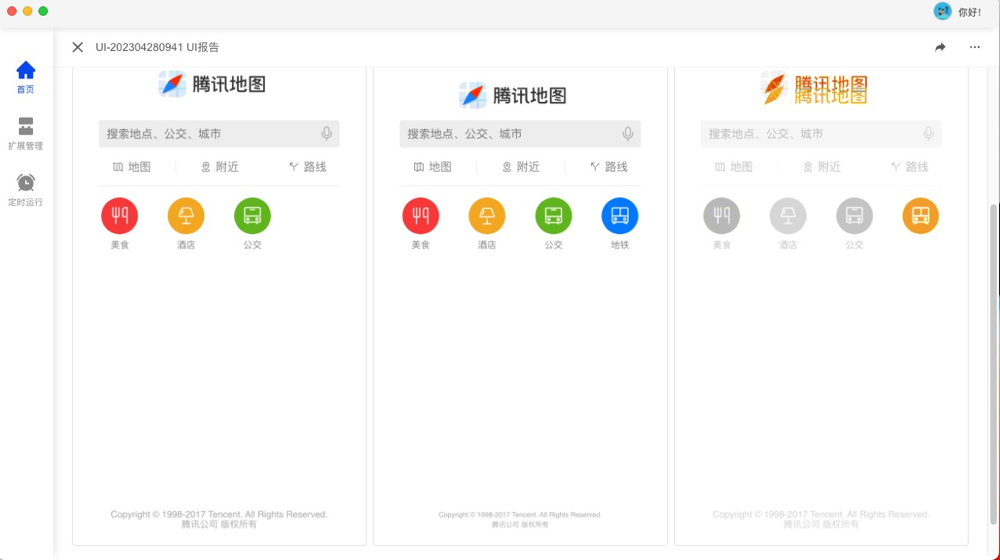 你好!
UI-202304280941 UI报告
首页
扩展管理
定时运行
腾讯地图
搜索地点、公交、城市
地图 附近 路线
美食 酒店 公交
Copyright © 1998-2017 Tencent. All Rights Reserved.
腾讯公司 版权所有
腾讯地图
搜索地点、公交、城市
地图 附近 路线
美食 酒店 公交 地铁
Copyright © 1998-2017 Tencent. All Rights Reserved.
腾讯公司 版权所有
腾讯地图
腾讯地图
搜索地点、公交、城市
地图 附近 路线
美食 酒店 公交
Copyright © 1998-2017 Tencent. All Rights Reserved.
腾讯公司 版权所有